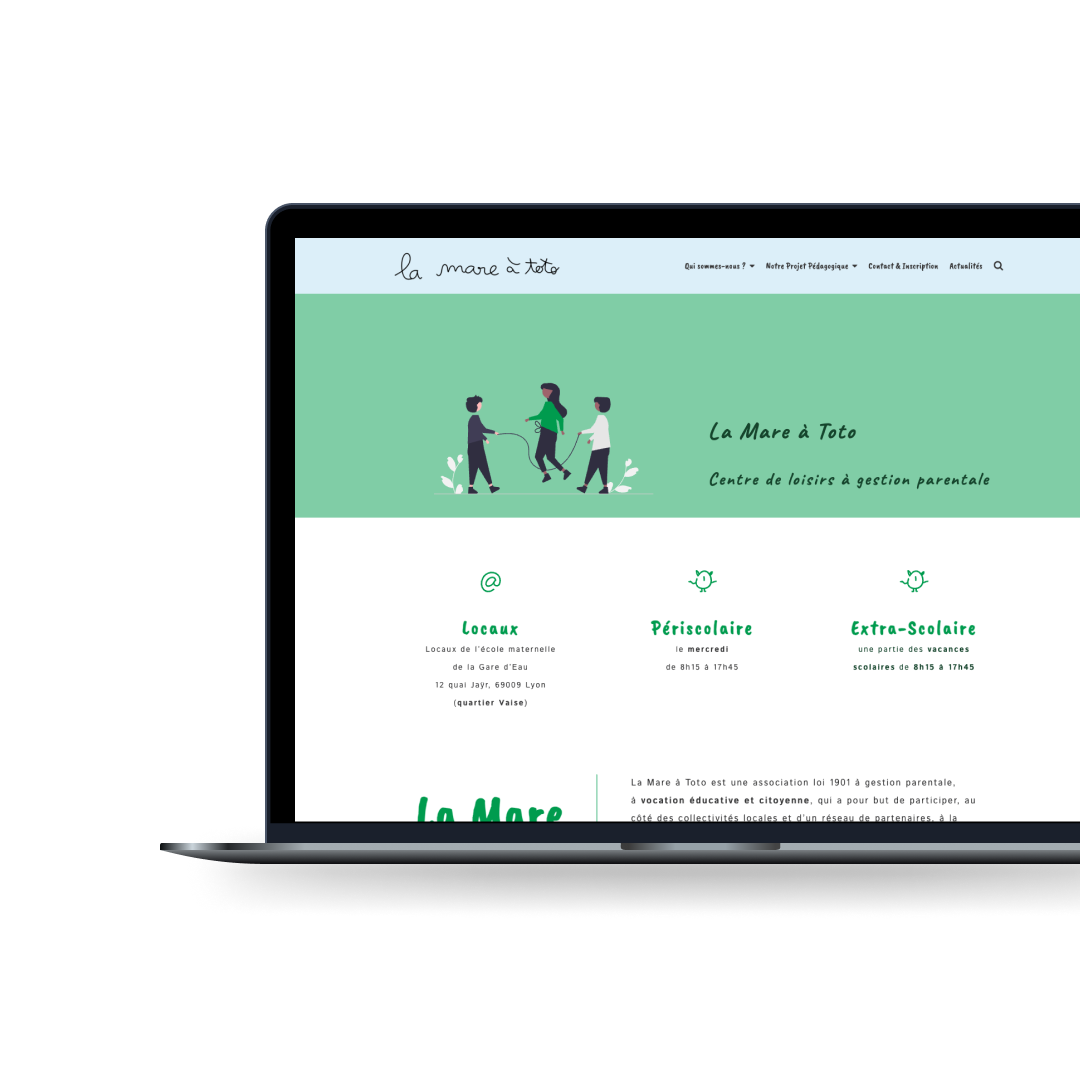 la mare à toto
Qui sommes-nous ? Notre Projet Pédagogique Contact & Inscription Actualités
La Mare à Toto
Centre de loisirs à gestion parentale
Locaux
Locaux de l'école maternelle
de la Gare d'Eau
12 quai Jaÿr, 69009 Lyon
(quartier Vaise)
Périscolaire
le mercredi
de 8h15 à 17h45
Extra-Scolaire
une partie des vacances
scolaires de 8h15 à 17h45
La Mare
La Mare à Toto est une association loi 1901 à gestion parentale,
à vocation éducative et citoyenne, qui a pour but de participer, au
côté des collectivités locales et d'un réseau de partenaires, à la